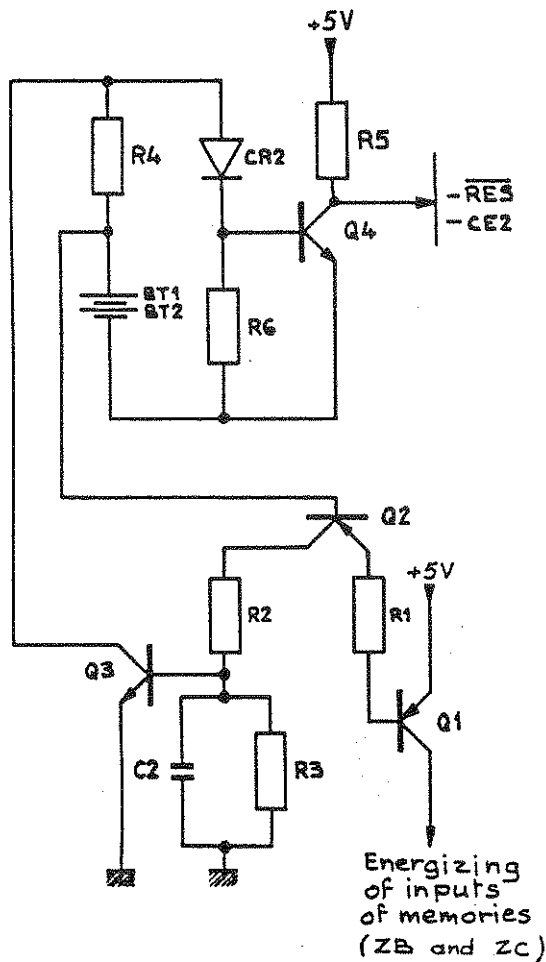 +5V
R4
CR2
R5
-RES
-CE2
Q4
BT1
BT2
R6
Q2
+5V
R2
R1
Q3
Q1
C2
R3
Energizing
of inputs
of memories
(ZB and ZC)